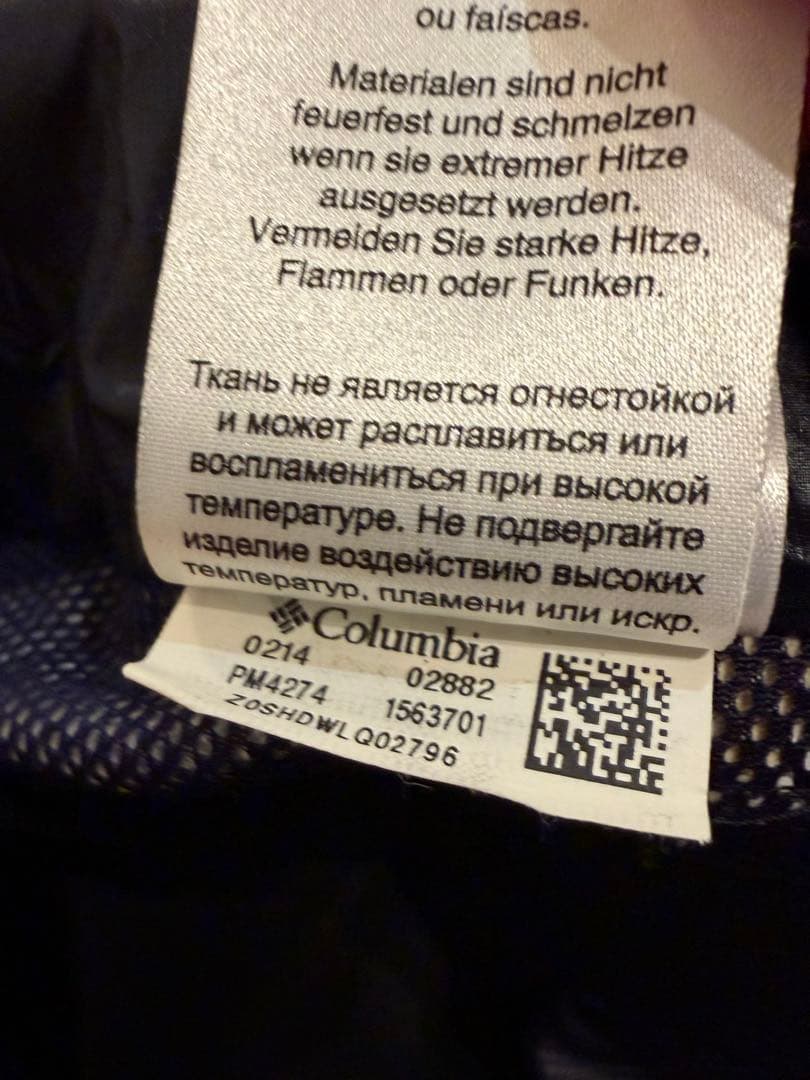 ou faíscas.
Materialen sind nicht
feuerfest und schmelzen
wenn sie extremer Hitze
ausgesetzt werden.
Vermeiden Sie starke Hitze,
Flammen oder Funken.
Ткань не является огнестойкой
и может расплавиться или
воспламениться при высокой
температуре. Не подвергайте
изделие воздействию высоких
температур, пламени или искр.
Columbia
0214 02882
PM4274 1563701
Z0SHDWLQ02796